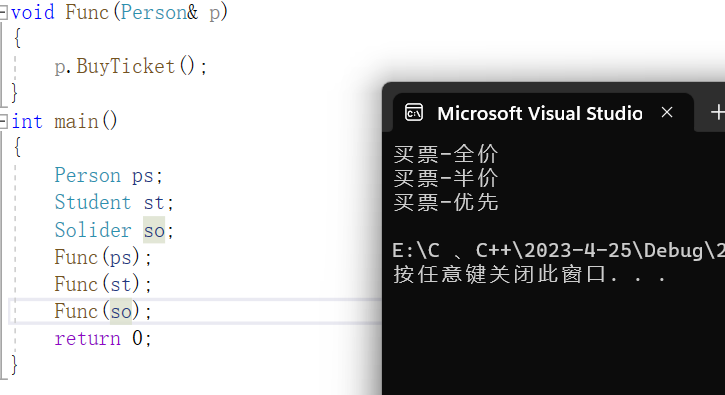 void Func(Person& p)
{
p.BuyTicket();
}
int main()
{
Person ps;
Student st;
Solider so;
Func(ps);
Func(st);
Func(so);
return 0;
}
Microsoft Visual Studio
买票-全价
买票-半价
买票-优先
E:\C 、C++\2023-4-25\Debug\2
按任意键关闭此窗口. . .